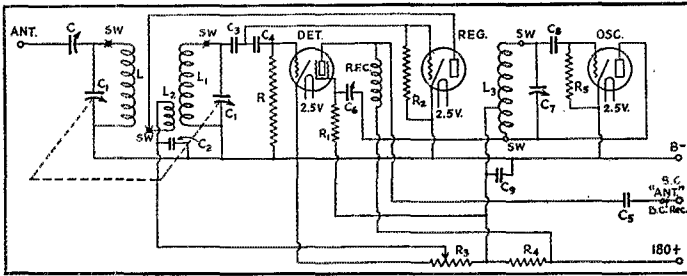 ANT. C SW C3 C4 DET. REG. SW C8 OSC.
C1 L L2 L1 C1 R R.F.C. R2 L3 C7 R5
2.5V. C6 2.5V. 2.5V.
SW C2 R1 SW B-
C9 B.C. "ANT." or B.C. Rec.
C5
R3 R4 180+